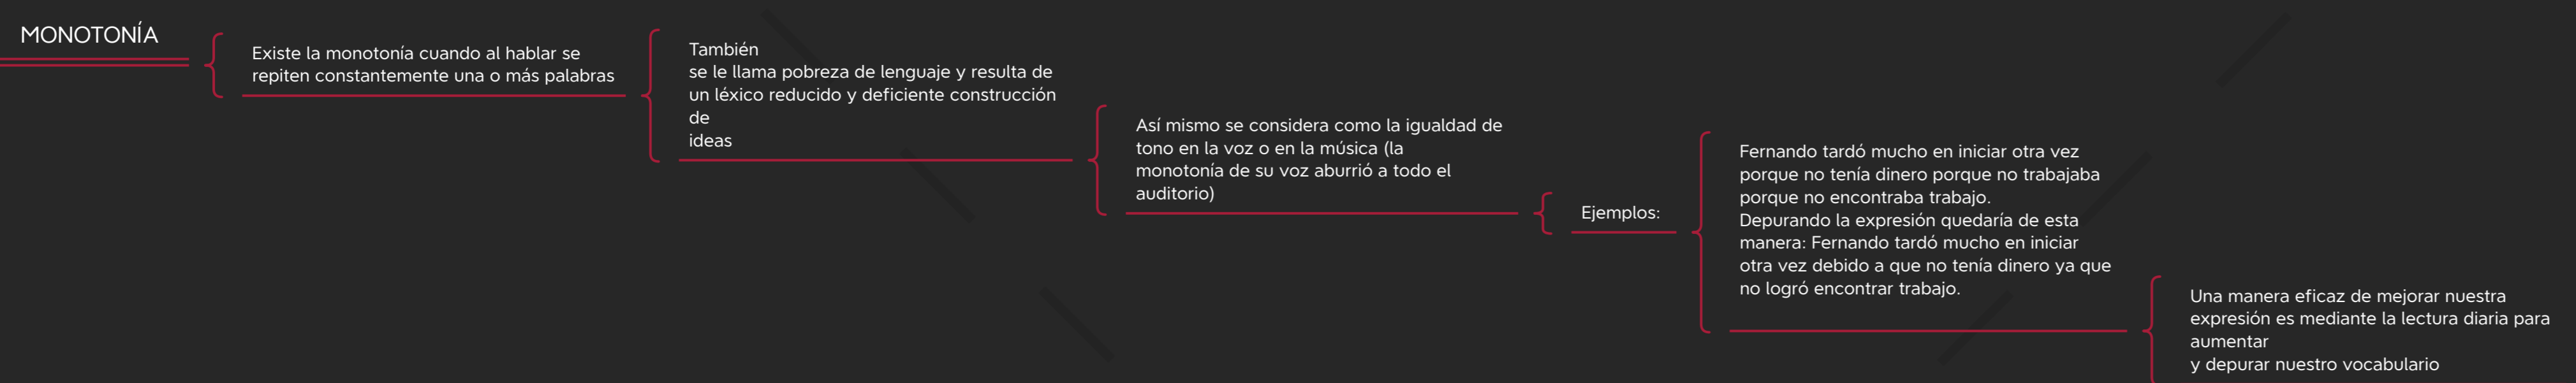 MONOTONÍA
Existe la monotonía cuando al hablar se
repiten constantemente una o más palabras
También
se le llama pobreza de lenguaje y resulta de
un léxico reducido y deficiente construcción
de
ideas
Así mismo se considera como la igualdad de
tono en la voz o en la música (la
monotonía de su voz aburrió a todo el
auditorio)
Ejemplos:
Fernando tardó mucho en iniciar otra vez
porque no tenía dinero porque no trabajaba
porque no encontraba trabajo.
Depurando la expresión quedaría de esta
manera: Fernando tardó mucho en iniciar
otra vez debido a que no tenía dinero ya que
no logró encontrar trabajo.
Una manera eficaz de mejorar nuestra
expresión es mediante la lectura diaria para
aumentar
y depurar nuestro vocabulario